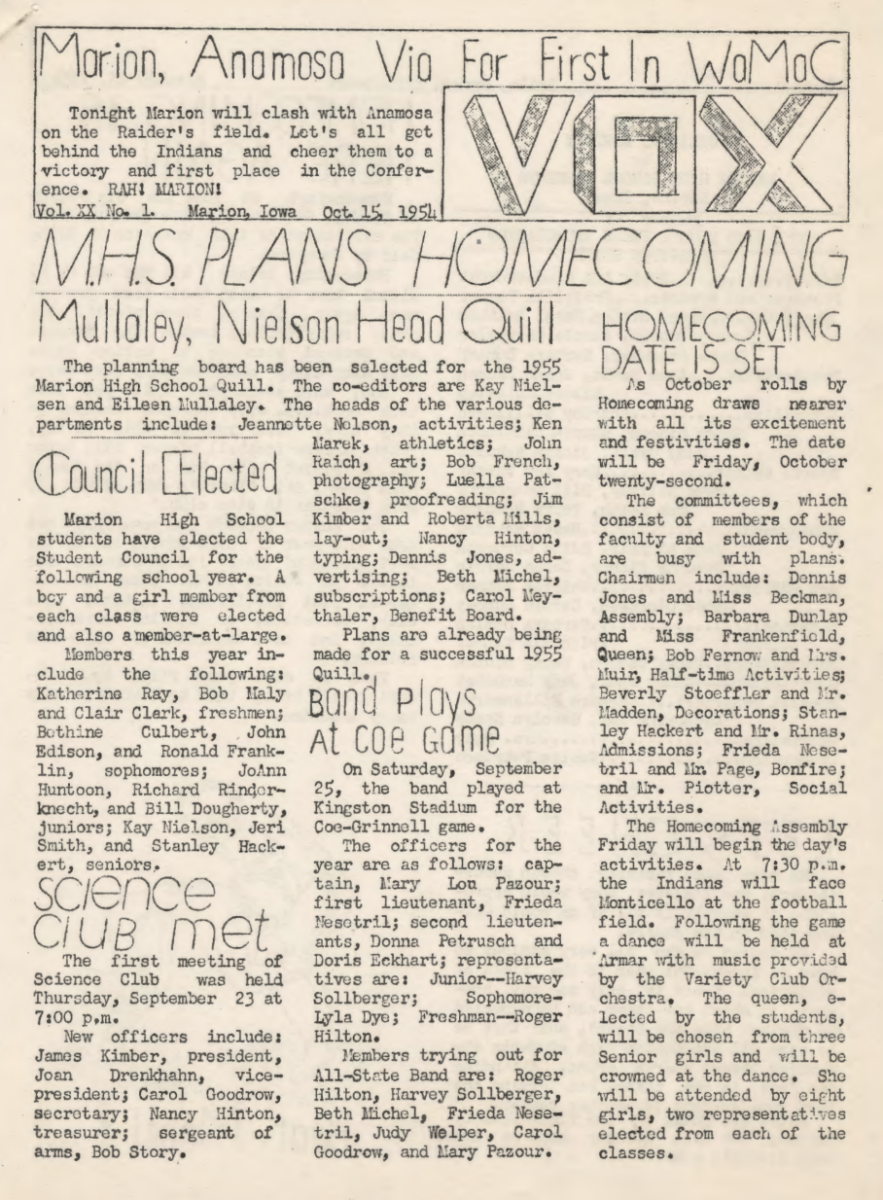 Marion, Anamosa Via For First In WaMaC
Tonight Marion will clash with Anamosa
on the Raider's field. Let's all get
behind the Indians and cheer them to a
victory and first place in the Confer-
ence. RAH! MARION!
Vol. XX No. 1. Marion, Iowa Oct. 15, 1954
VOX
M.H.S. PLANS HOMECOMING
Mullaley, Nielson Head Quill
The planning board has been selected for the 1955
Marion High School Quill. The co-editors are Kay Niel-
sen and Eileen Mullaley. The heads of the various de-
partments include: Jeannette Nelson, activities; Ken
Marek, athletics; John
Raich, art; Bob French,
photography; Luella Pat-
schke, proofreading; Jim
Kimber and Roberta Mills,
lay-out; Nancy Hinton,
typing; Dennis Jones, ad-
vertising; Beth Michel,
subscriptions; Carol Mey-
thaler, Benefit Board.
Plans are already being
made for a successful 1955
Quill.
Council Elected
Marion High School
students have elected the
Student Council for the
following school year. A
boy and a girl member from
each class were elected
and also a member-at-large.
Members this year in-
clude the following:
Katherine Ray, Bob Maly
and Clair Clark, freshmen;
Bethine Culbert, John
Edison, and Ronald Frank-
lin, sophomores; JoAnn
Huntoon, Richard Rinder-
knecht, and Bill Dougherty,
juniors; Kay Nielson, Jeri
Smith, and Stanley Hack-
ert, seniors.
Science
Club met
The first meeting of
Science Club was held
Thursday, September 23 at
7:00 p.m.
New officers include:
James Kimber, president,
Joan Drenkhahn, vice-
president; Carol Goodrow,
secretary; Nancy Hinton,
treasurer; sergeant of
arms, Bob Story.
Band plays
At Coe Game
On Saturday, September
25, the band played at
Kingston Stadium for the
Coe-Grinnell game.
The officers for the
year are as follows: cap-
tain, Mary Lou Pazour;
first lieutenant, Frieda
Nesetril; second lieuten-
ants, Donna Petrusch and
Doris Eckhart; representa-
tives are: Junior--Harvey
Sollberger; Sophomore-
Lyla Dye; Freshman--Roger
Hilton.
Members trying out for
All-State Band are: Roger
Hilton, Harvey Sollberger,
Beth Michel, Frieda Nese-
tril, Judy Welper, Carol
Goodrow, and Mary Pazour.
HOMECOMING
DATE IS SET
As October rolls by
Homecoming draws nearer
with all its excitement
and festivities. The date
will be Friday, October
twenty-second.
The committees, which
consist of members of the
faculty and student body,
are busy with plans.
Chairmen include: Dennis
Jones and Miss Beckman,
Assembly; Barbara Dunlap
and Miss Frankenfield,
Queen; Bob Fernow and Mrs.
Muir, Half-time Activities;
Beverly Stoeffler and Mr.
Madden, Decorations; Stan-
ley Hackert and Mr. Rinas,
Admissions; Frieda Nese-
tril and Mr. Page, Bonfire;
and Mr. Piotter, Social
Activities.
The Homecoming Assembly
Friday will begin the day's
activities. At 7:30 p.m.
the Indians will face
Monticello at the football
field. Following the game
a dance will be held at
Armar with music provided
by the Variety Club Or-
chestra. The queen, e-
lected by the students,
will be chosen from three
Senior girls and will be
crowned at the dance. She
will be attended by eight
girls, two representatives
elected from each of the
classes.